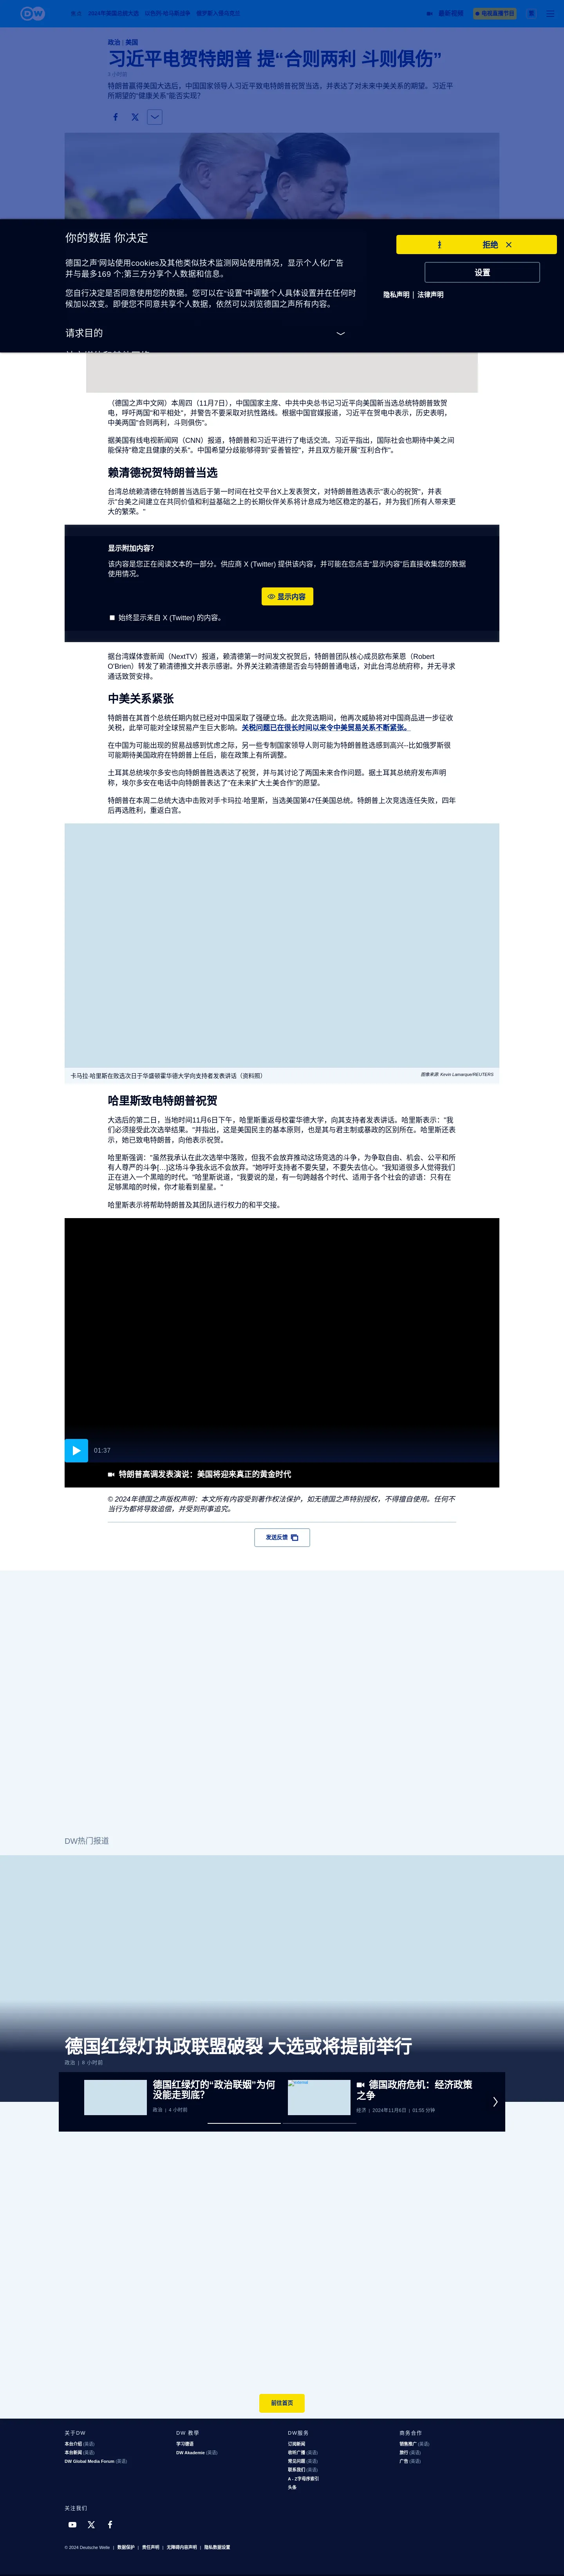 DW
2024年美国总统大选
以色列-哈马斯战争
最新视频
电视直播节目
政治 | 美国
习近平电贺特朗普 提“合则两利 斗则俱伤”
特朗普赢得美国大选后，中国国家领导人习近平致电特朗普祝贺当选，并表达了对未来中美关系的期望。习近平
所期望的“健康关系”能否实现？
你的数据 你决定
拒绝
德国之声’网站使用cookies及其他类似技术监测网站使用情况，显示个人化广告
并与最多169 个;第三方分享个人数据和信息。
设置
您自行决定是否同意使用您的数据。您可以在“设置”中调整个人具体设置并在任何时
候加以改变。即便您不同意共享个人数据，依然可以浏览德国之声所有内容。
隐私声明 | 法律声明
请求目的
（德国之声中文网）本周四（11月7日），中国国家主席、中共中央总书记习近平向美国新当选总统特朗普致贺
电，呼吁两国"和平相处"，并警告不要采取对抗性路线。根据中国官媒报道，习近平在贺电中表示，历史表明，
中美两国"合则两利，斗则俱伤"。
据美国有线电视新闻网（CNN）报道，特朗普和习近平进行了电话交流。习近平指出，国际社会也期待中美之间
能保持"稳定且健康的关系"。中国希望分歧能够得到"妥善管控"，并且双方能开展"互利合作"。
赖清德祝贺特朗普当选
台湾总统赖清德在特朗普当选后于第一时间在社交平台X上发表贺文，对特朗普胜选表示"衷心的祝贺"，并表
示"台美之间建立在共同价值和利益基础之上的长期伙伴关系将计息成为地区稳定的基石，并为我们所有人带来更
大的繁荣。"
显示附加内容？
该内容是您正在阅读文本的一部分。供应商 X (Twitter) 提供该内容，并可能在您点击“显示内容”后直接收集您的数据
使用情况。
显示内容
始终显示来自 X (Twitter) 的内容。
据台湾媒体壹新闻（NextTV）报道，赖清德第一时间发文祝贺后，特朗普团队核心成员欧布莱恩（Robert
O'Brien）转发了赖清德推文并表示感谢。外界关注赖清德是否会与特朗普通电话，对此台湾总统府称，并无寻求
通话致贺安排。
中美关系紧张
特朗普在其首个总统任期内就已经对中国采取了强硬立场。此次竞选期间，他再次威胁将对中国商品进一步征收
关税，此举可能对全球贸易产生巨大影响。关税问题已在很长时间以来令中美贸易关系不断紧张。
在中国为可能出现的贸易战感到忧虑之际，另一些专制国家领导人则可能为特朗普胜选感到高兴--比如俄罗斯很
可能期待美国政府在特朗普上任后，能在政策上有所调整。
土耳其总统埃尔多安也向特朗普胜选表达了祝贺，并与其讨论了两国未来合作问题。据土耳其总统府发布声明
称，埃尔多安在电话中向特朗普表达了"在未来扩大土美合作"的愿望。
特朗普在本周二总统大选中击败对手卡玛拉·哈里斯，当选美国第47任美国总统。特朗普上次竞选连任失败，四年
后再选胜利，重返白宫。
卡马拉·哈里斯在败选次日于华盛顿霍华德大学向支持者发表讲话（资料照）
图像来源: Kevin Lamarque/REUTERS
哈里斯致电特朗普祝贺
大选后的第二日，当地时间11月6日下午，哈里斯重返母校霍华德大学，向其支持者发表讲话。哈里斯表示："我
们必须接受此次选举结果。"并指出，这是美国民主的基本原则，也是其与君主制或暴政的区别所在。哈里斯还表
示，她已致电特朗普，向他表示祝贺。
哈里斯强调："虽然我承认在此次选举中落败，但我不会放弃推动这场竞选的斗争，为争取自由、机会、公平和所
有人尊严的斗争[...]这场斗争我永远不会放弃。"她呼吁支持者不要失望，不要失去信心。"我知道很多人觉得我们
正在进入一个黑暗的时代。"哈里斯说道，"我要说的是，有一句跨越各个时代、适用于各个社会的谚语：只有在
足够黑暗的时候，你才能看到星星。"
哈里斯表示将帮助特朗普及其团队进行权力的和平交接。
01:37
特朗普高调发表演说：美国将迎来真正的黄金时代
© 2024年德国之声版权声明：本文所有内容受到著作权法保护，如无德国之声特别授权，不得擅自使用。任何不
当行为都将导致追偿，并受到刑事追究。
发送反馈
DW热门报道
德国红绿灯执政联盟破裂 大选或将提前举行
政治 | 8 小时前
德国红绿灯的“政治联姻”为何
没能走到底？
政治 | 4 小时前
德国政府危机：经济政策
之争
经济 | 2024年11月6日 | 01:55 分钟
前往首页
关于DW
本台介绍 (英语)
本台新闻 (英语)
DW Global Media Forum (英语)
DW 教学
学习德语
DW Akademie (英语)
DW服务
订阅新闻
收听广播 (英语)
常见问题 (英语)
联系我们 (英语)
A - Z字母序索引
头条
商务合作
销售推广 (英语)
旅行 (英语)
广告 (英语)
关注我们
© 2024 Deutsche Welle | 数据保护 | 责任声明 | 无障碍内容声明 | 隐私数据设置